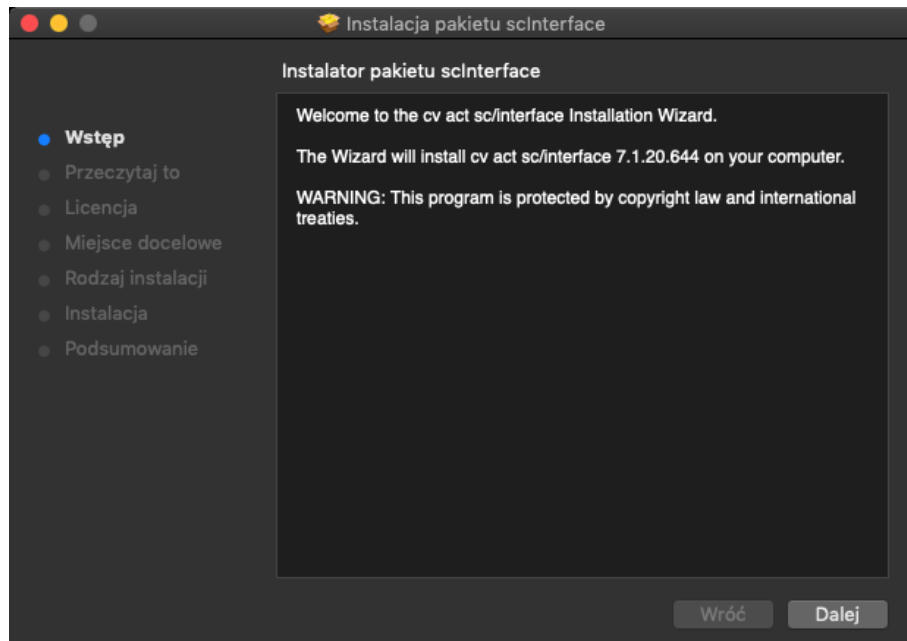 Instalacja pakietu scInterface
Instalator pakietu scInterface
Wstęp
Przeczytaj to
Licencja
Miejsce docelowe
Rodzaj instalacji
Instalacja
Podsumowanie
Welcome to the cv act sc/interface Installation Wizard.
The Wizard will install cv act sc/interface 7.1.20.644 on your computer.
WARNING: This program is protected by copyright law and international
treaties.
Wróć
Dalej